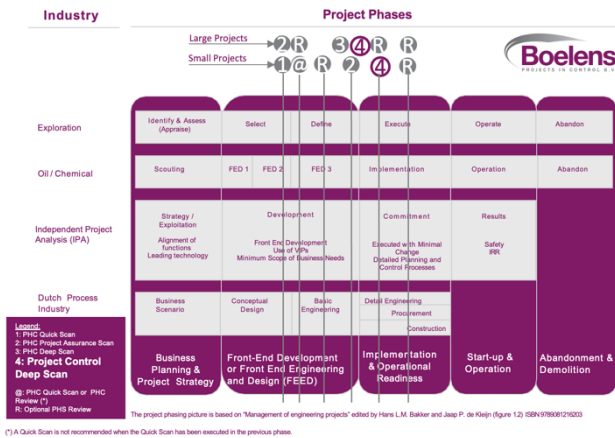 Industry
Project Phases
Large Projects
2 R 3 4 R R
Small Projects
1 @ R 2 4 R
Boelens
PROJECTS IN CONTROL B.V.
Exploration
Identify & Assess
(Appraise)
Select
Define
Execute
Operate
Abandon
Oil / Chemical
Scouting
FED 1
FED 2
FED 3
Implementation
Operation
Abandon
Independent Project
Analysis (IPA)
Strategy /
Exploitation
Alignment of
functions
Leading technology
Development
Front End Development
Use of VIPs
Minimum Scope of Business Needs
Commitment
Executed with Minimal
Change
Detailed Planning and
Control Processes
Results
Safety
IRR
Dutch Process
Industry
Business
Scenario
Conceptual
Design
Basic
Engineering
Detail Engineering
Procurement
Construction
Legend:
1: PHC Quick Scan
2: PHC Project Assurance Scan
3: PHC Deep Scan
4: Project Control
Deep Scan
@: PHC Quick Scan or PHC
Review (*)
R: Optional PHS Review
Business
Planning &
Project Strategy
Front-End Development
or Front End Engineering
and Design (FEED)
Implementation
& Operational
Readiness
Start-up &
Operation
Abandonment &
Demolition
The project phasing picture is based on "Management of engineering projects" edited by Hans L.M. Bakker and Jaap P. de Kleijn (figure 1.2) ISBN 9789081216203
(*) A Quick Scan is not recommended when the Quick Scan has been executed in the previous phase.